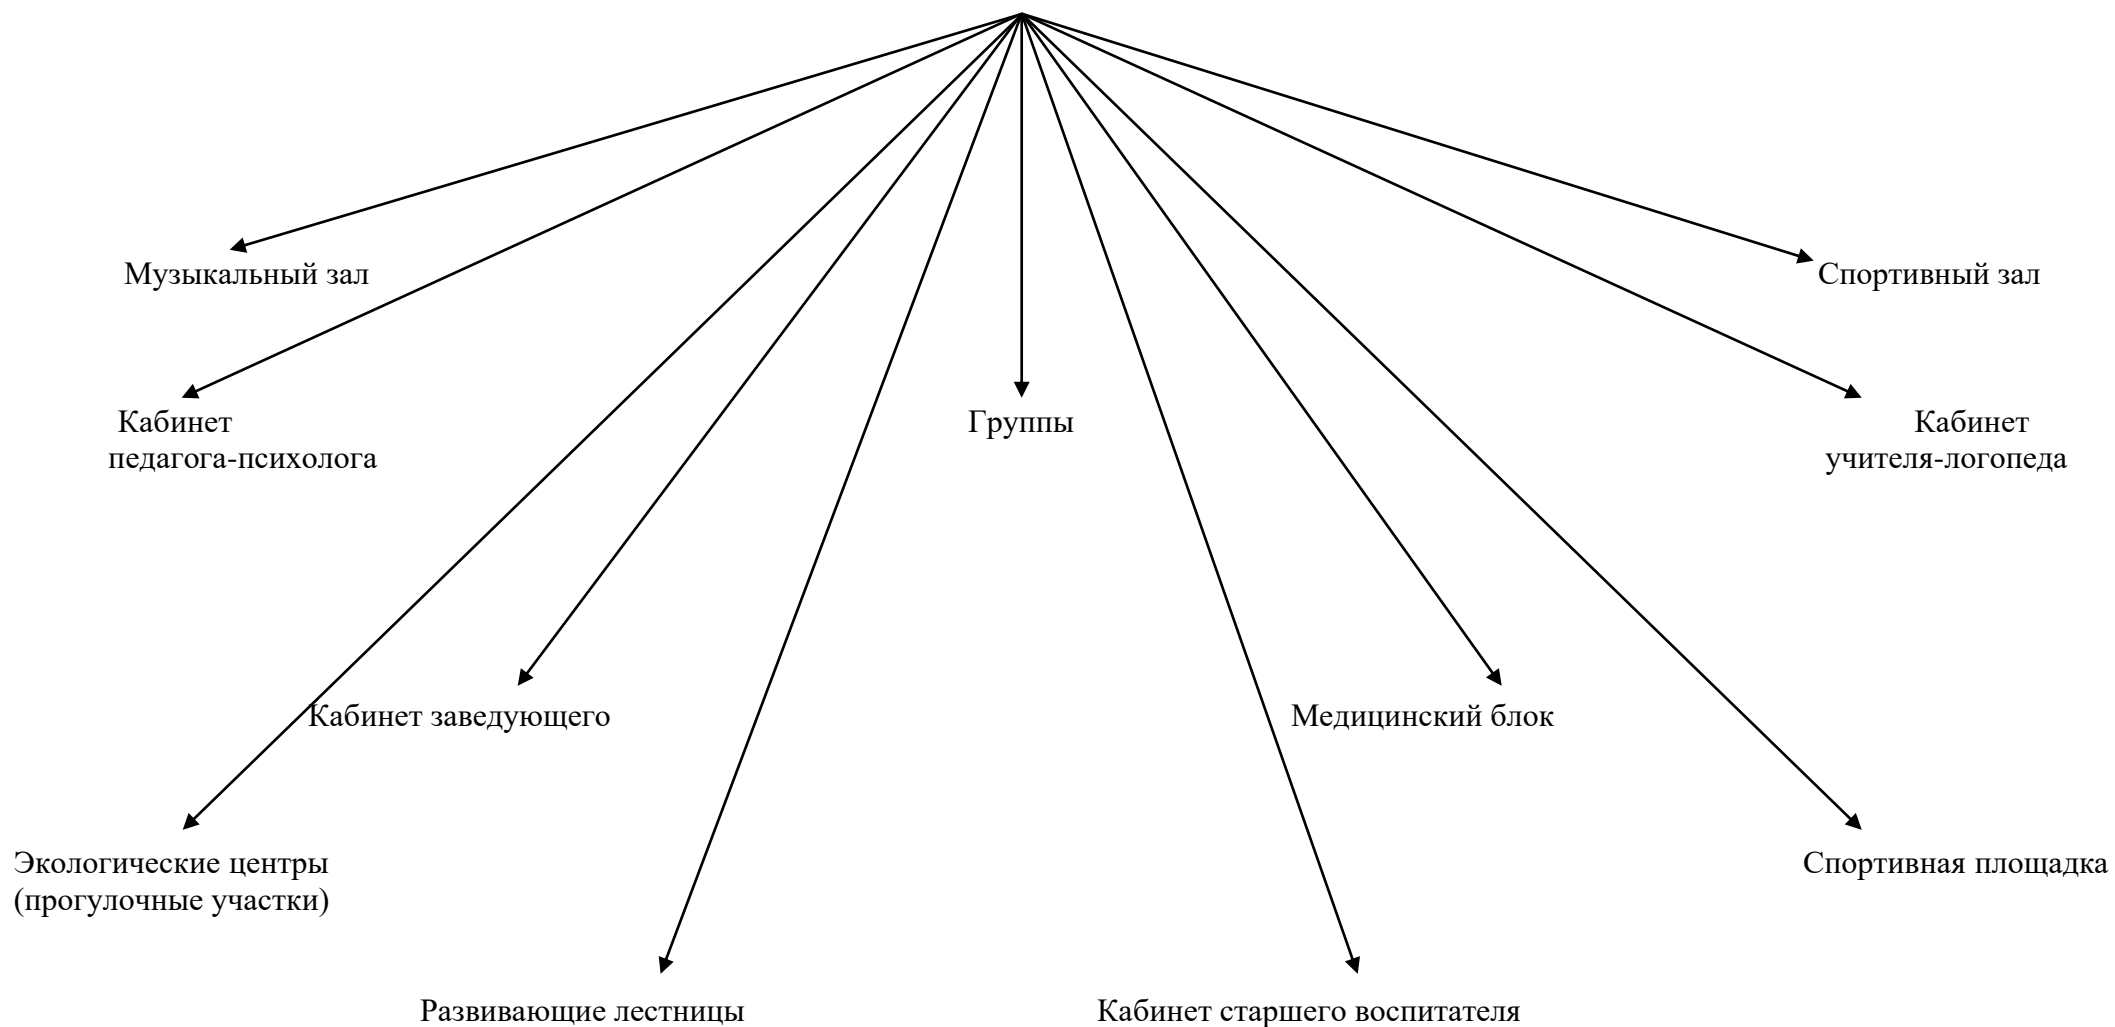 Музыкальный зал
Спортивный зал
Кабинет
педагога-психолога
Группы
Кабинет
учителя-логопеда
Кабинет заведующего
Медицинский блок
Экологические центры
(прогулочные участки)
Спортивная площадка
Развивающие лестницы
Кабинет старшего воспитателя